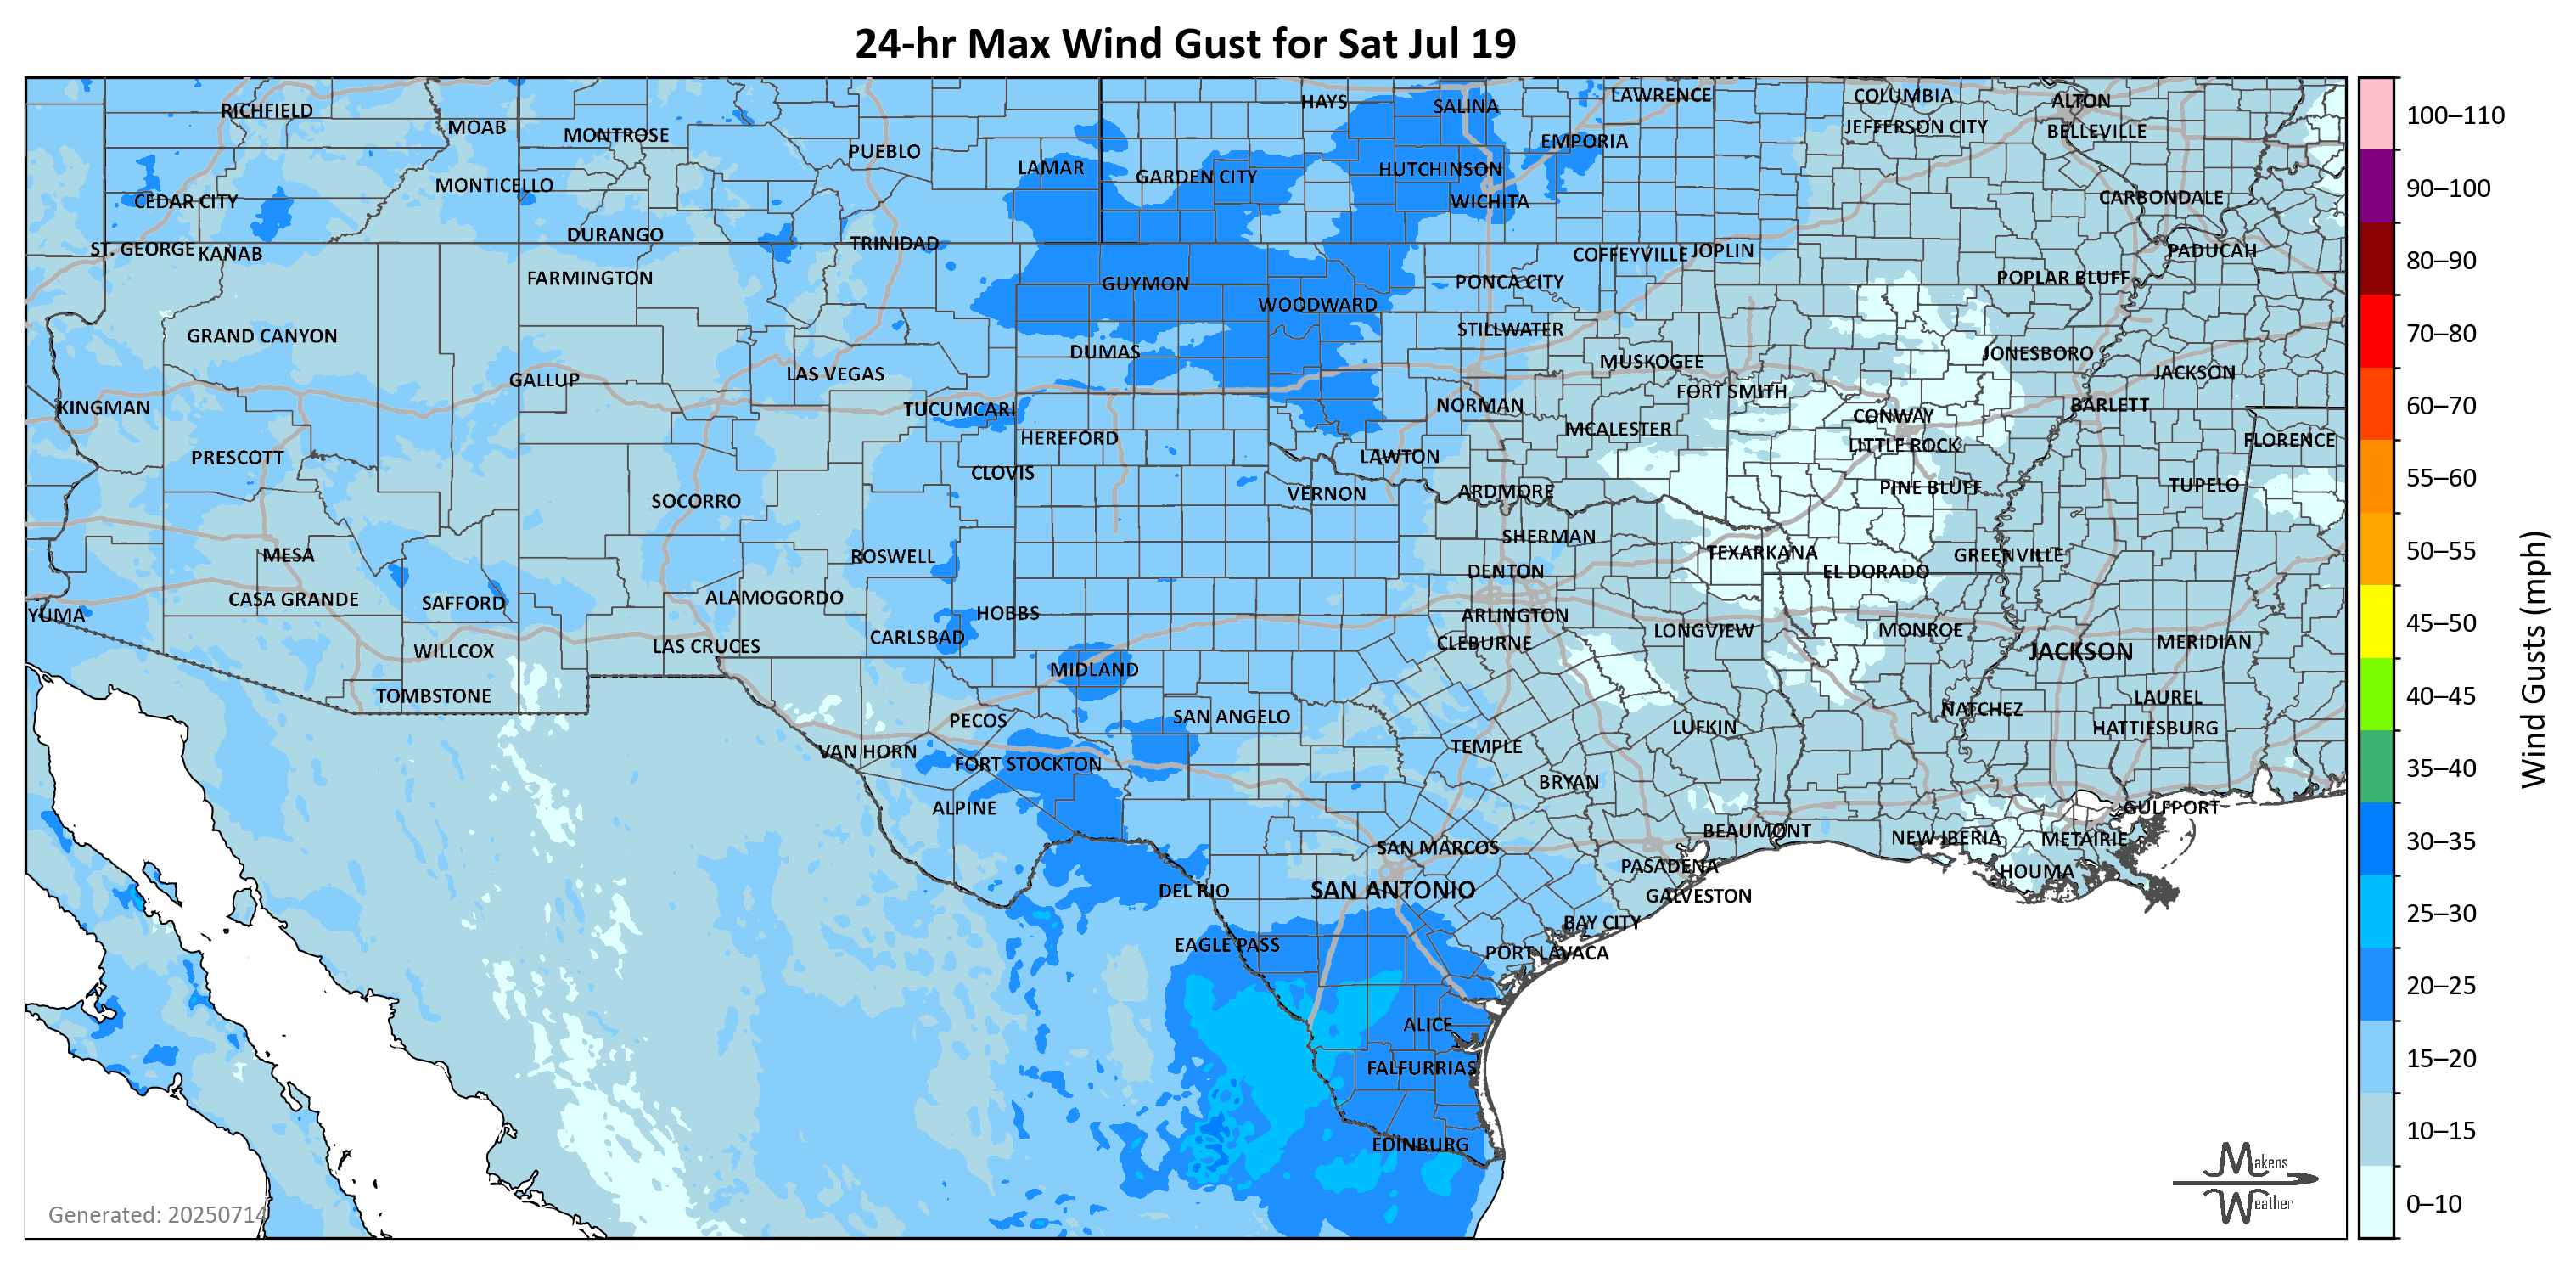 24-hr Max Wind Gust for Sat Jul 19
RICHFIELD
MOAB
MONTROSE
PUEBLO
LAMAR
HAYS
SALINA
LAWRENCE
COLUMBIA
ALTON
JEFFERSON CITY
BELLEVILLE
EMPORIA
GARDEN CITY
HUTCHINSON
MONTICELLO
CEDAR CITY
WICHITA
CARBONDALE
DURANGO
TRINIDAD
ST. GEORGE
KANAB
COFFEYVILLE
JOPLIN
PADUCAH
FARMINGTON
GUYMON
PONCA CITY
POPLAR BLUFF
WOODWARD
GRAND CANYON
STILLWATER
DUMAS
MUSKOGEE
JONESBORO
GALLUP
LAS VEGAS
FORT SMITH
JACKSON
KINGMAN
TUCUMCARI
NORMAN
CONWAY
BARLETT
HEREFORD
MCALESTER
LITTLE ROCK
FLORENCE
PRESCOTT
CLOVIS
LAWTON
SOCORRO
VERNON
ARDMORE
PINE BLUFF
TUPELO
MESA
ROSWELL
SHERMAN
TEXARKANA
GREENVILLE
DENTON
EL DORADO
CASA GRANDE
SAFFORD
ALAMOGORDO
HOBBS
ARLINGTON
YUMA
CARLSBAD
CLEBURNE
LONGVIEW
MONROE
WILLCOX
LAS CRUCES
JACKSON
MERIDIAN
MIDLAND
TOMBSTONE
PECOS
SAN ANGELO
LUFKIN
NATCHEZ
LAUREL
HATTIESBURG
VAN HORN
FORT STOCKTON
TEMPLE
BRYAN
ALPINE
GULFPORT
SAN MARCOS
BEAUMONT
NEW IBERIA
METAIRIE
PASADENA
HOUMA
DEL RIO
SAN ANTONIO
GALVESTON
BAY CITY
EAGLE PASS
PORT LAVACA
ALICE
FALFURRIAS
EDINBURG
Generated: 20250714
Makens
Weather
100–110
90–100
80–90
70–80
60–70
55–60
50–55
45–50
40–45
35–40
30–35
25–30
20–25
15–20
10–15
0–10
Wind Gusts (mph)